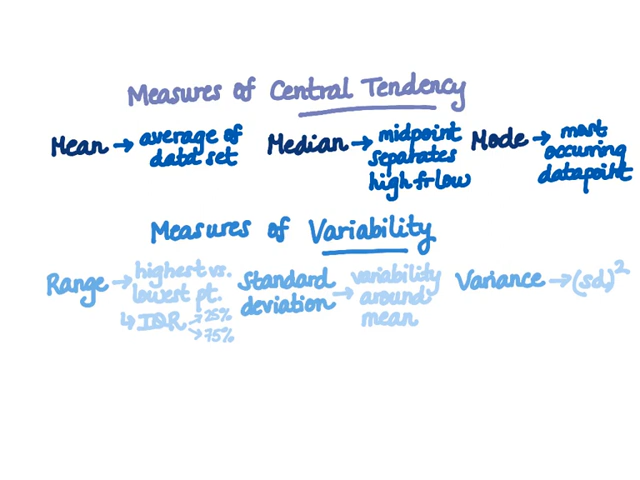 Measures of Central Tendency
Mean → average of
data set
Median → midpoint
separates
high fr low
Mode → most
occuring
datapoint
Measures of Variability
Range → highest vs.
lowest pt.
↳ IQR → 25%
→ 75%
Standard
deviation → variability
around
mean
Variance → (sd)²